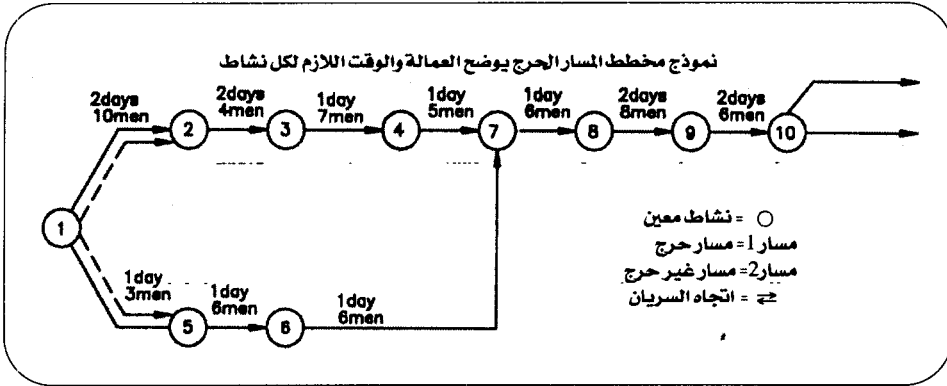 نموذج مخطط المسار الحرج يوضح العمالة والوقت اللازم لكل نشاط
2days
10men
2days
4men
1day
7men
1day
5men
1day
6men
2days
8men
2days
6men
2
3
4
7
8
9
10
1
1day
3men
1day
6men
1day
6men
5
6
○ = نشاط معين
مسار1= مسار حرج
مسار2= مسار غير حرج
⇄ = اتجاه السريان